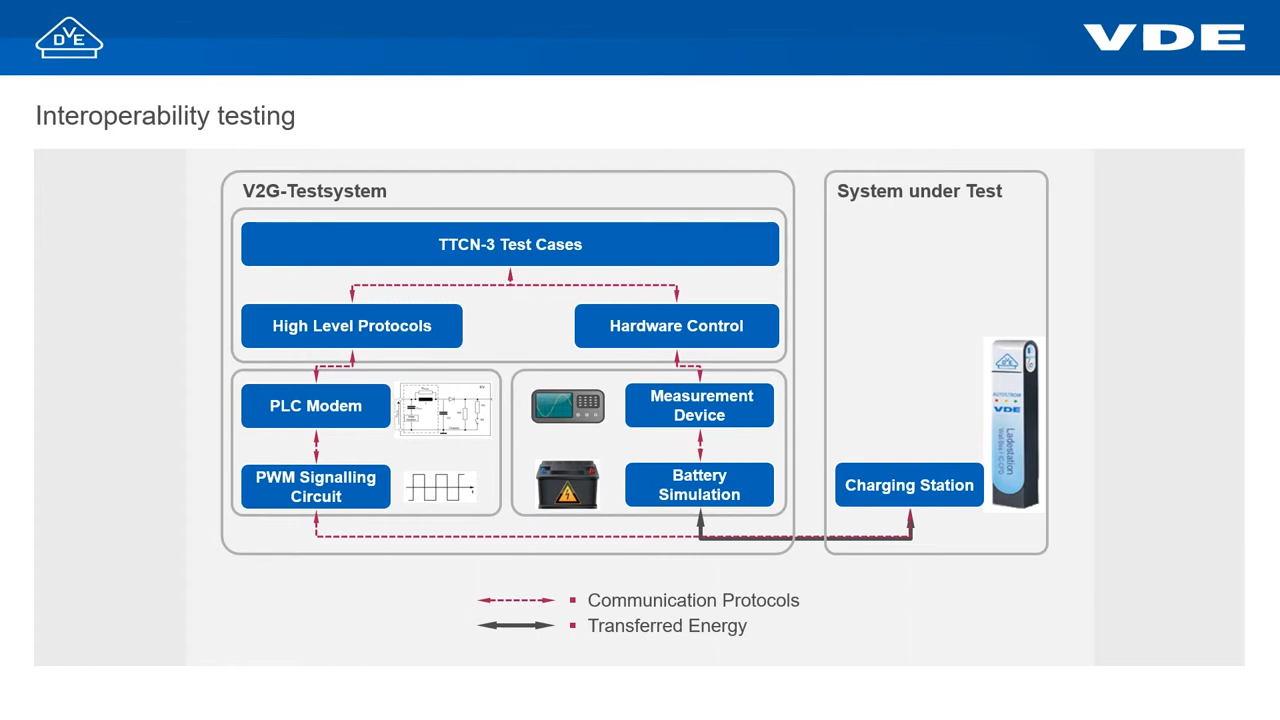 DVE
VDE
Interoperability testing
V2G-Testsystem
System under Test
TTCN-3 Test Cases
High Level Protocols
Hardware Control
PLC Modem
Measurement
Device
PWM Signalling
Circuit
Battery
Simulation
Charging Station
AUTOSTROM
VDE
Ladestation
Communication Protocols
Transferred Energy